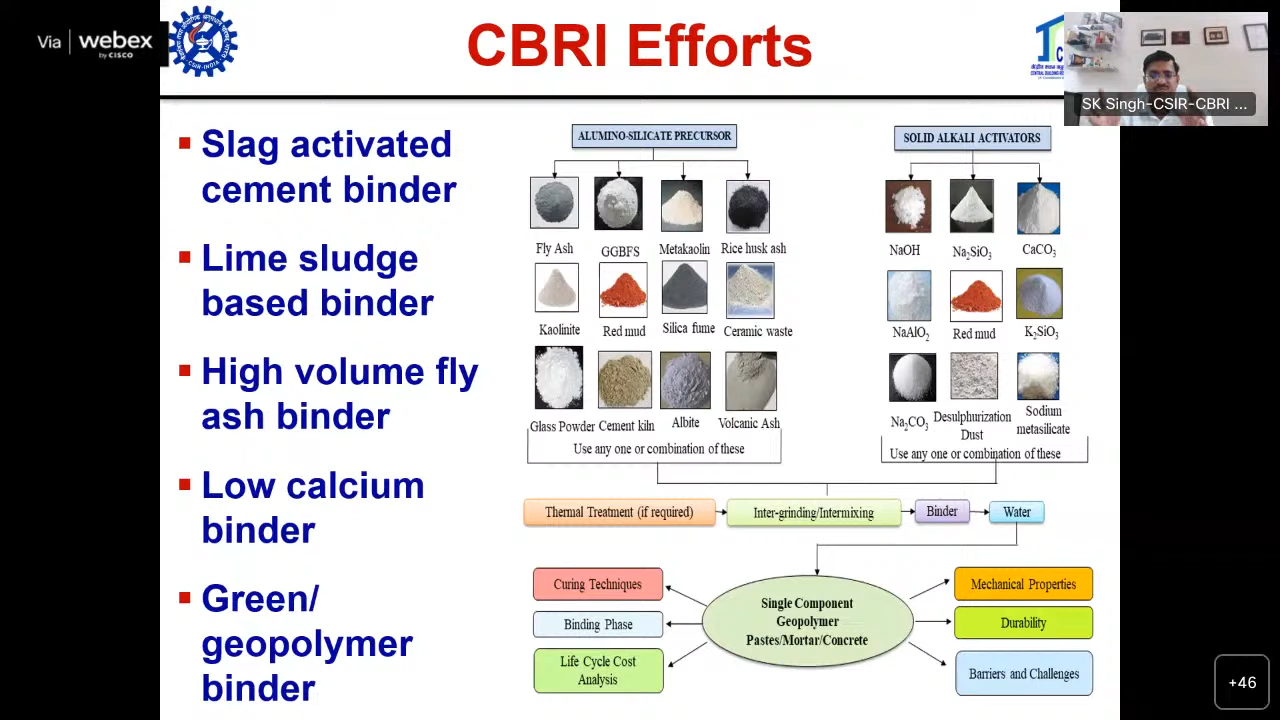 Via | webex
by CISCO
CSIR-INDIA
CBRI Efforts
SK Singh-CSIR-CBRI ...
▪ Slag activated
cement binder
▪ Lime sludge
based binder
▪ High volume fly
ash binder
▪ Low calcium
binder
▪ Green/
geopolymer
binder
ALUMINO-SILICATE PRECURSOR
Fly Ash GGBFS Metakaolin Rice husk ash
Kaolinite Red mud Silica fume Ceramic waste
Glass Powder Cement kiln Albite Volcanic Ash
Use any one or combination of these
SOLID ALKALI ACTIVATORS
NaOH Na₂SiO₃ CaCO₃
NaAlO₂ Red mud K₂SiO₃
Na₂CO₃ Desulphurization Dust Sodium metasilicate
Use any one or combination of these
Thermal Treatment (if required) Inter-grinding/Intermixing Binder Water
Curing Techniques
Binding Phase
Life Cycle Cost
Analysis
Single Component
Geopolymer
Pastes/Mortar/Concrete
Mechanical Properties
Durability
Barriers and Challenges
+46